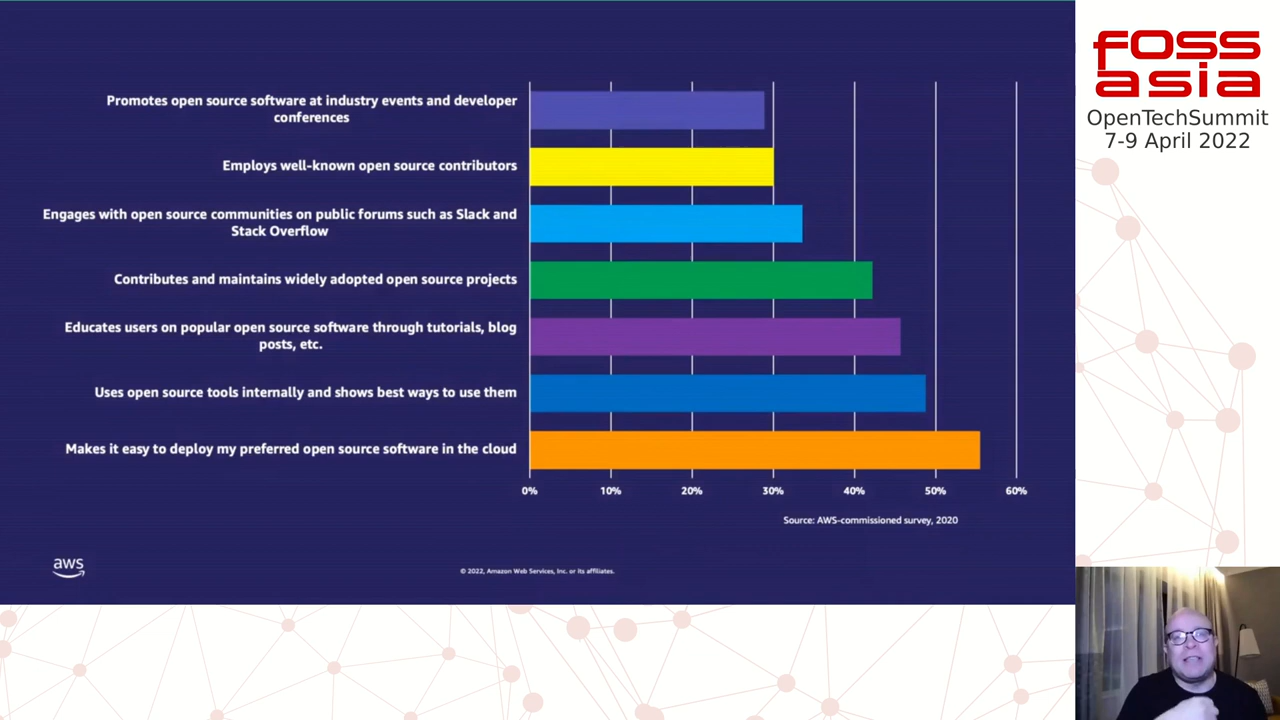 Promotes open source software at industry events and developer
conferences
Employs well-known open source contributors
Engages with open source communities on public forums such as Slack and
Stack Overflow
Contributes and maintains widely adopted open source projects
Educates users on popular open source software through tutorials, blog
posts, etc.
Uses open source tools internally and shows best ways to use them
Makes it easy to deploy my preferred open source software in the cloud
0% 10% 20% 30% 40% 50% 60%
Source: AWS-commissioned survey, 2020
aws
© 2022, Amazon Web Services, Inc. or its affiliates.
foss
asia
OpenTechSummit
7-9 April 2022